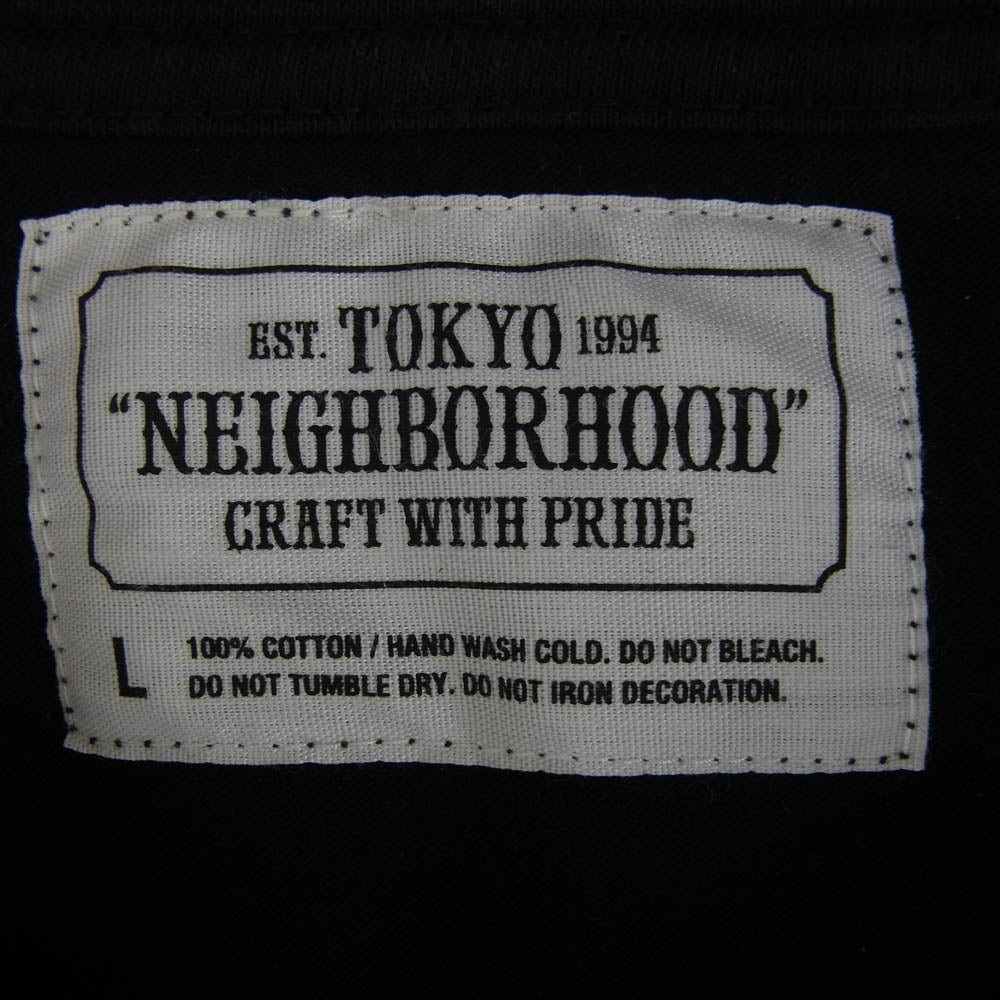 EST. TOKYO 1994
“NEIGHBORHOOD”
CRAFT WITH PRIDE
L 100% COTTON / HAND WASH COLD. DO NOT BLEACH.
DO NOT TUMBLE DRY. DO NOT IRON DECORATION.